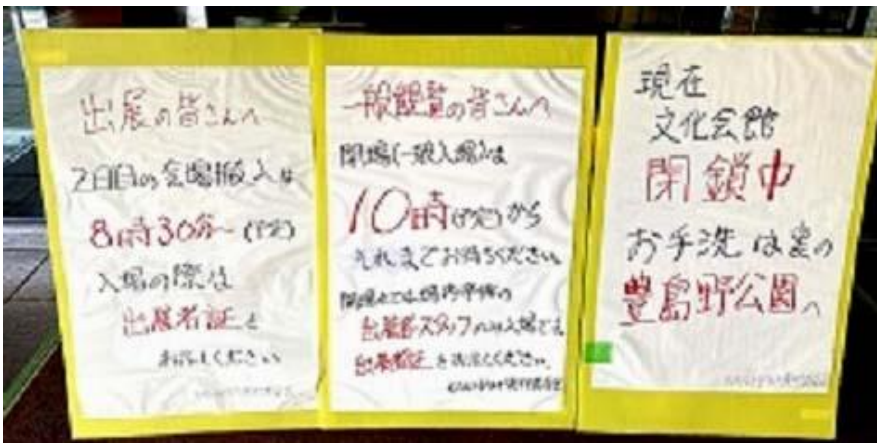 出展の皆さんへ
2日目の会場搬入は
8時30分〜(予定)
入場の際は
出展者証を
お示しください
一般観覧の皆さんへ
開場(一般入場)は
10時(予定)から
それまでお待ちください
開場までは場内準備の
出展者・スタッフのみ入場です
出展者証をお示しください。
現在
文化会館
閉鎖中
お手洗は裏の
豊島野公園へ